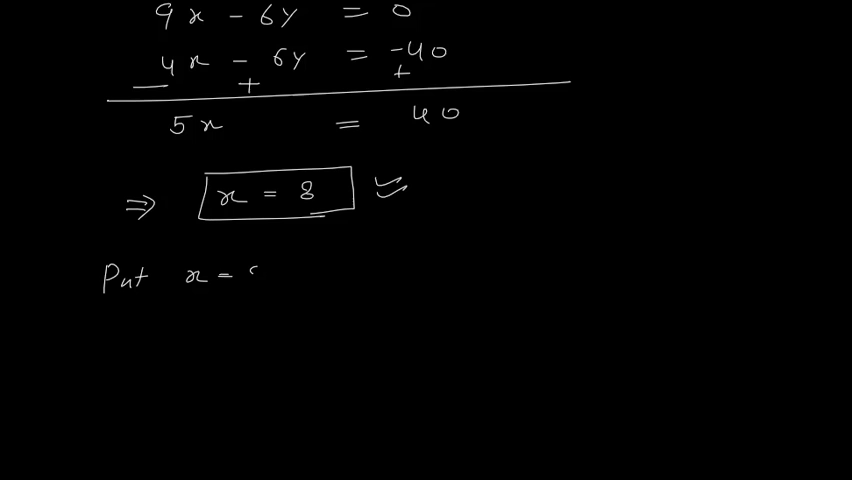 9x - 6y = 0
4x - 6y = -40
- + +
5x = 40
⇒ x = 8
Put x =